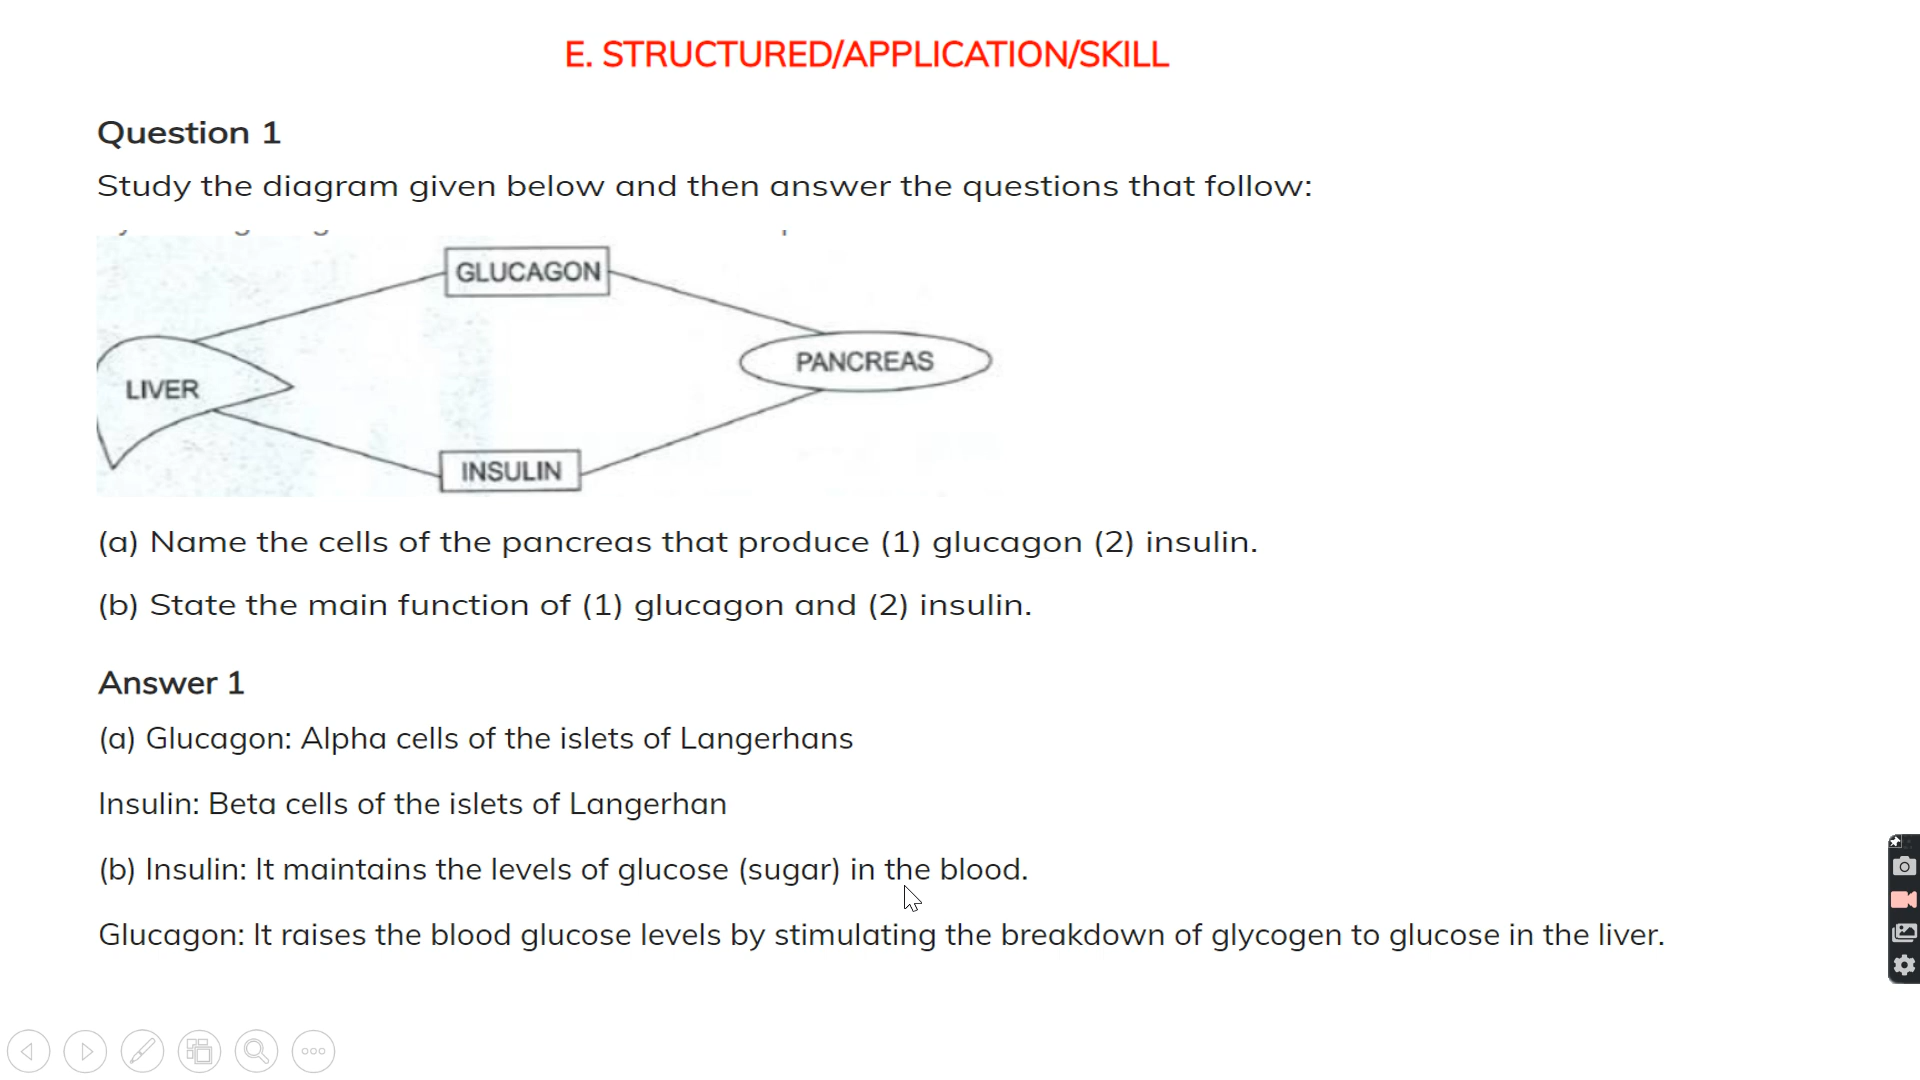 E. STRUCTURED/APPLICATION/SKILL
Question 1
Study the diagram given below and then answer the questions that follow:
GLUCAGON
PANCREAS
LIVER
INSULIN
(a) Name the cells of the pancreas that produce (1) glucagon (2) insulin.
(b) State the main function of (1) glucagon and (2) insulin.
Answer 1
(a) Glucagon: Alpha cells of the islets of Langerhans
Insulin: Beta cells of the islets of Langerhan
(b) Insulin: It maintains the levels of glucose (sugar) in the blood.
Glucagon: It raises the blood glucose levels by stimulating the breakdown of glycogen to glucose in the liver.